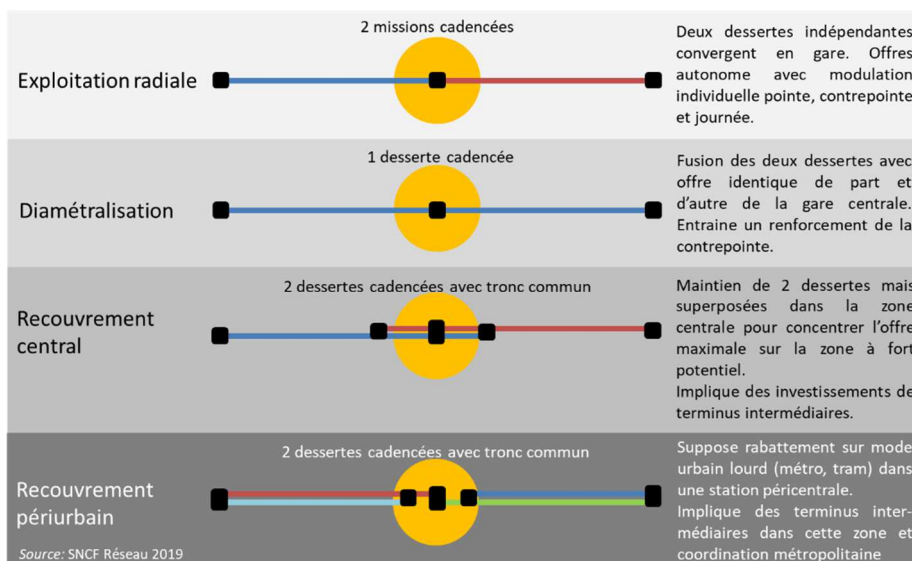 2 missions cadencées
Exploitation radiale
Deux dessertes indépendantes
convergent en gare. Offres
autonome avec modulation
individuelle pointe, contrepointe
et journée.
1 desserte cadencée
Diamétralisation
Fusion des deux dessertes avec
offre identique de part et
d'autre de la gare centrale.
Entraine un renforcement de la
contrepointe.
2 dessertes cadencées avec tronc commun
Recouvrement
central
Maintien de 2 dessertes mais
superposées dans la zone
centrale pour concentrer l'offre
maximale sur la zone à fort
potentiel.
Implique des investissements de
terminus intermédiaires.
2 dessertes cadencées avec tronc commun
Recouvrement
périurbain
Suppose rabattement sur mode
urbain lourd (métro, tram) dans
une station péricentrale.
Implique des terminus inter-
médiaires dans cette zone et
coordination métropolitaine
Source: SNCF Réseau 2019